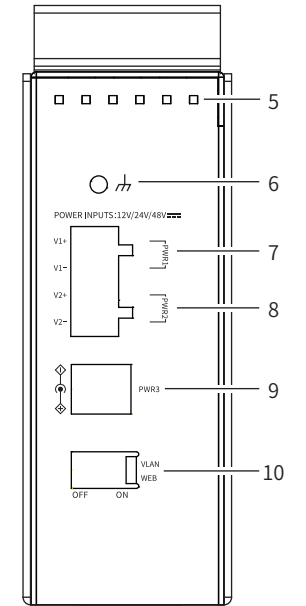 5
6
POWER INPUTS:12V/24V/48V
V1+
PWR1
7
V1-
V2+
PWR2
8
V2-
PWR3
9
VLAN
WEB
10
OFF ON